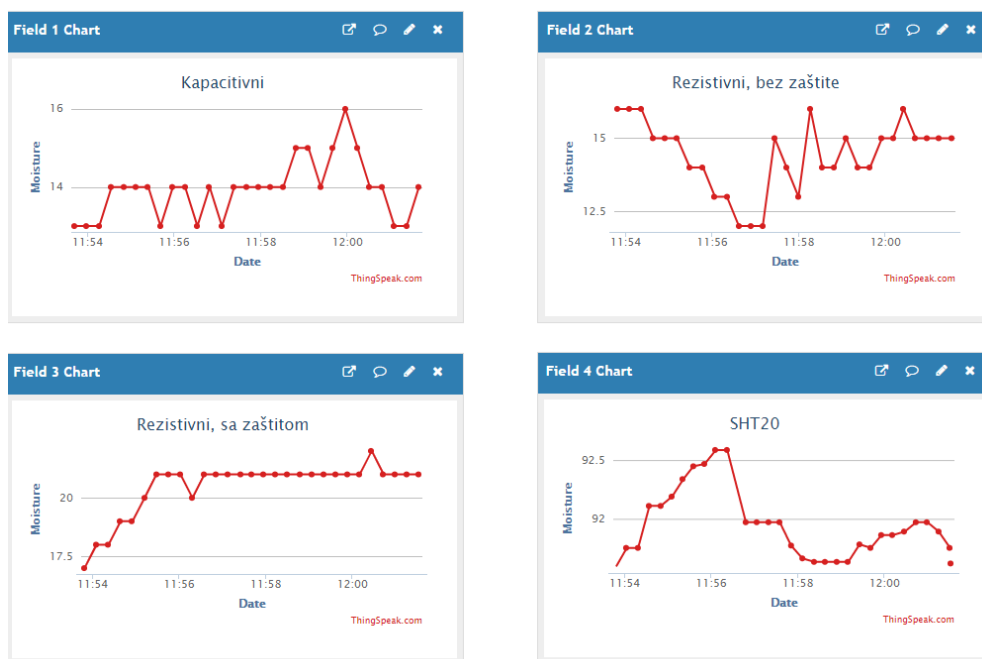 Field 1 Chart
Kapacitivni
16
14
Moisture
11:54 11:56 11:58 12:00
Date
ThingSpeak.com
Field 2 Chart
Rezistivni, bez zaštite
15
12.5
Moisture
11:54 11:56 11:58 12:00
Date
ThingSpeak.com
Field 3 Chart
Rezistivni, sa zaštitom
20
17.5
Moisture
11:54 11:56 11:58 12:00
Date
ThingSpeak.com
Field 4 Chart
SHT20
92.5
92
Moisture
11:54 11:56 11:58 12:00
Date
ThingSpeak.com